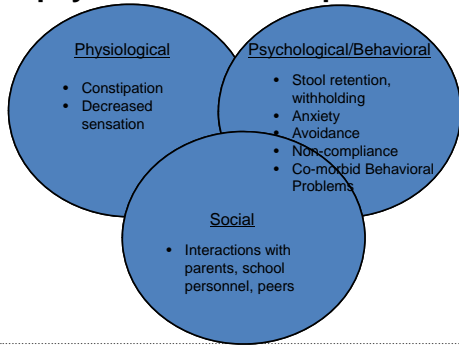 Physiological
• Constipation
• Decreased
sensation
Psychological/Behavioral
• Stool retention,
withholding
• Anxiety
• Avoidance
• Non-compliance
• Co-morbid Behavioral
Problems
Social
• Interactions with
parents, school
personnel, peers